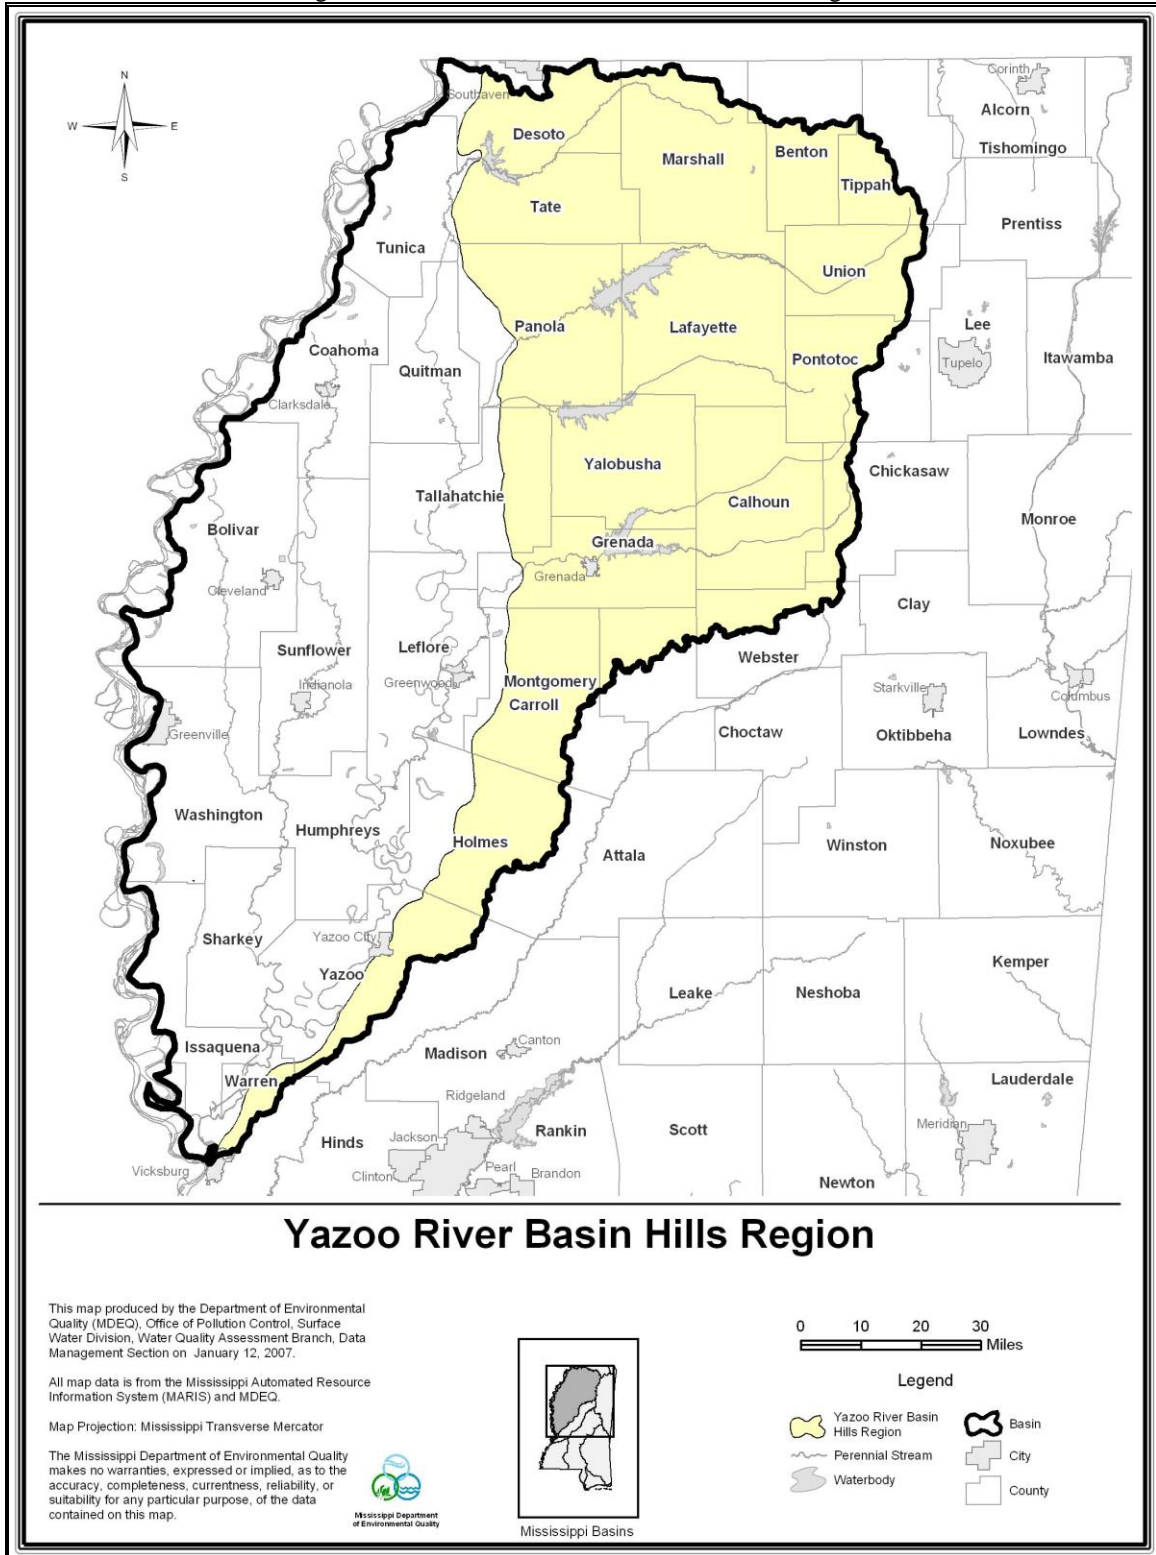 N
W E
S
Southaven
Corinth
Alcorn
Desoto
Tishomingo
Marshall
Benton
Tippah
Tate
Prentiss
Tunica
Union
Panola
Lafayette
Lee
Coahoma
Pontotoc
Tupelo
Itawamba
Quitman
Clarksdale
Yalobusha
Chickasaw
Tallahatchie
Calhoun
Bolivar
Monroe
Grenada
Grenada
Cleveland
Clay
Sunflower
Leflore
Webster
Greenwood
Montgomery
Indianola
Starkville
Columbus
Carroll
Greenville
Choctaw
Oktibbeha
Lowndes
Washington
Humphreys
Holmes
Attala
Winston
Noxubee
Sharkey
Yazoo City
Yazoo
Kemper
Leake
Neshoba
Issaquena
Madison
Canton
Warren
Lauderdale
Ridgeland
Hinds
Jackson
Rankin
Scott
Meridian
Vicksburg
Clinton
Pearl
Brandon
Newton
Yazoo River Basin Hills Region
This map produced by the Department of Environmental
Quality (MDEQ), Office of Pollution Control, Surface
Water Division, Water Quality Assessment Branch, Data
Management Section on January 12, 2007.
All map data is from the Mississippi Automated Resource
Information System (MARIS) and MDEQ.
Map Projection: Mississippi Transverse Mercator
The Mississippi Department of Environmental Quality
makes no warranties, expressed or implied, as to the
accuracy, completeness, currentness, reliability, or
suitability for any particular purpose, of the data
contained on this map.
Mississippi Department
of Environmental Quality
Mississippi Basins
0 10 20 30
Miles
Legend
Yazoo River Basin
Hills Region
Basin
Perennial Stream
City
Waterbody
County